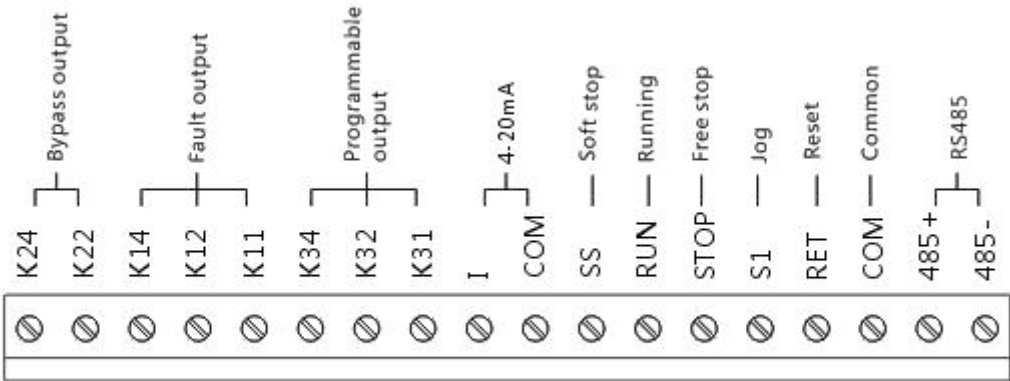 Bypass output
Fault output
Programmable
output
4-20mA
Soft stop
Running
Free stop
Jog
Reset
Common
RS485
K24
K22
K14
K12
K11
K34
K32
K31
I
COM
SS
RUN
STOP
S1
RET
COM
485+
485-